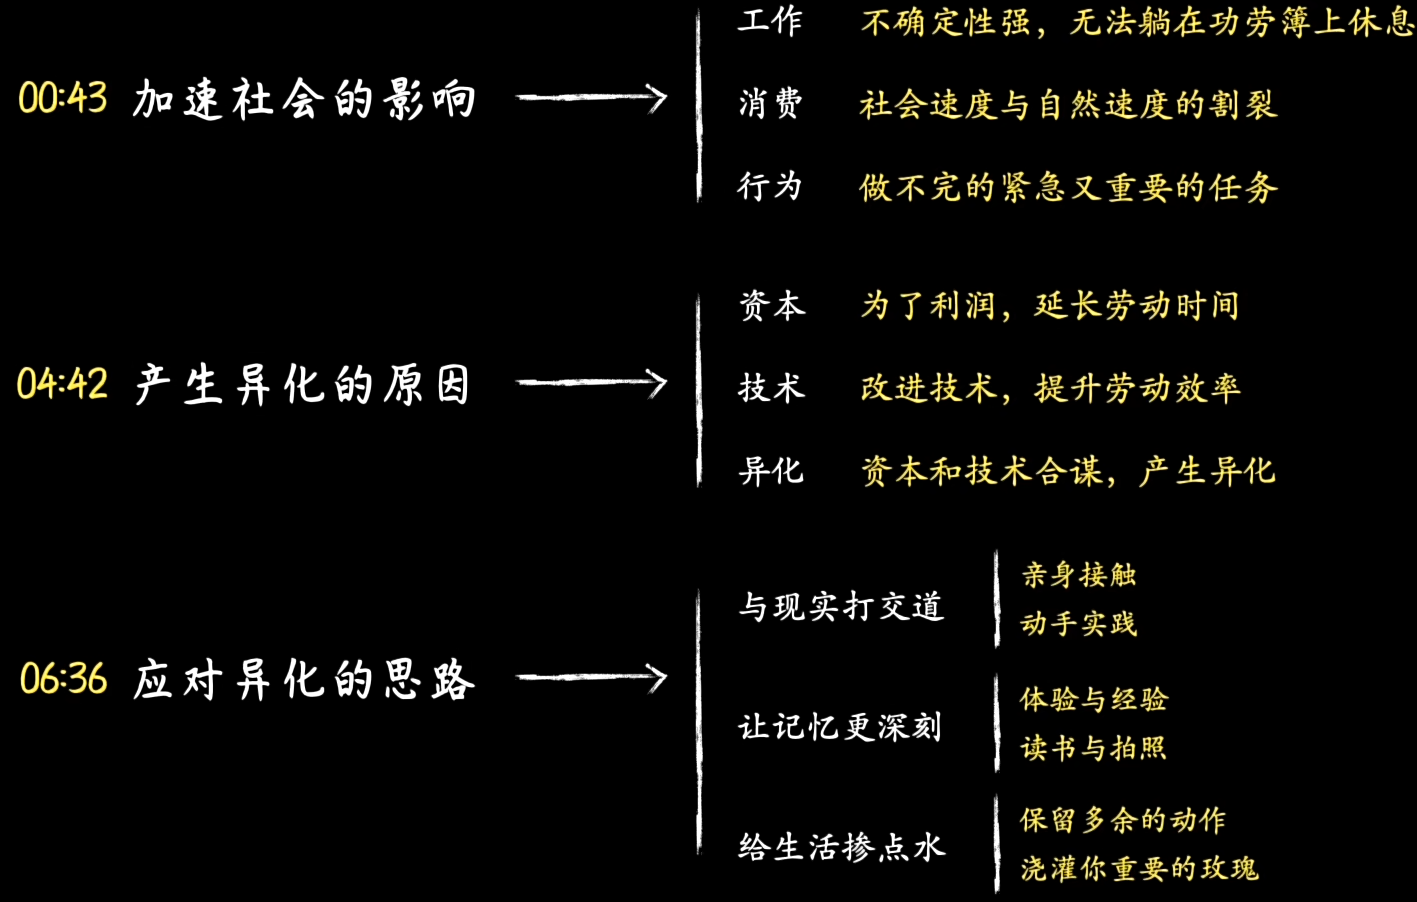 00:43 加速社会的影响
工作 不确定性强，无法躺在功劳簿上休息
消费 社会速度与自然速度的割裂
行为 做不完的紧急又重要的任务
04:42 产生异化的原因
资本 为了利润，延长劳动时间
技术 改进技术，提升劳动效率
异化 资本和技术合谋，产生异化
06:36 应对异化的思路
与现实打交道
亲身接触
动手实践
让记忆更深刻
体验与经验
读书与拍照
给生活掺点水
保留多余的动作
浇灌你重要的玫瑰